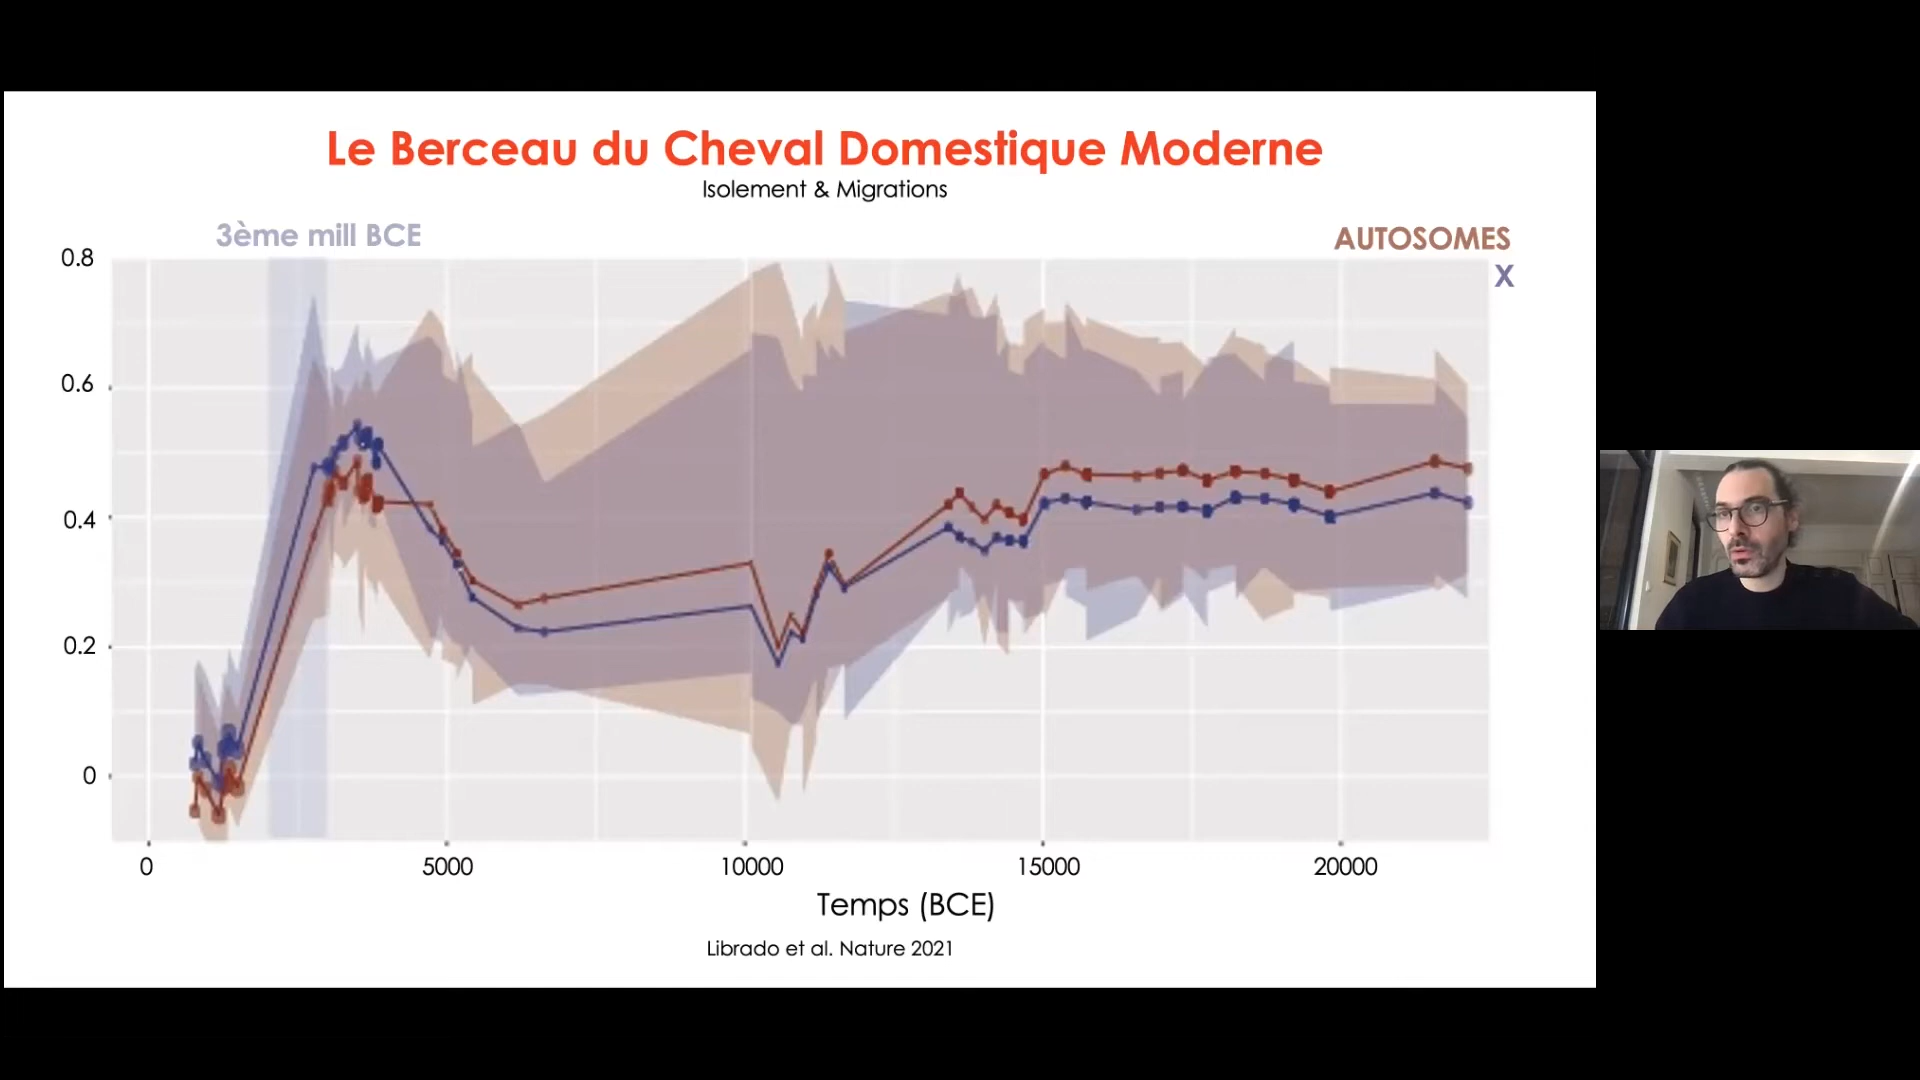 Le Berceau du Cheval Domestique Moderne
Isolement & Migrations
3ème mill BCE
AUTOSOMES
X
0.8
0.6
0.4
0.2
0
0
5000
10000
15000
20000
Temps (BCE)
Librado et al. Nature 2021